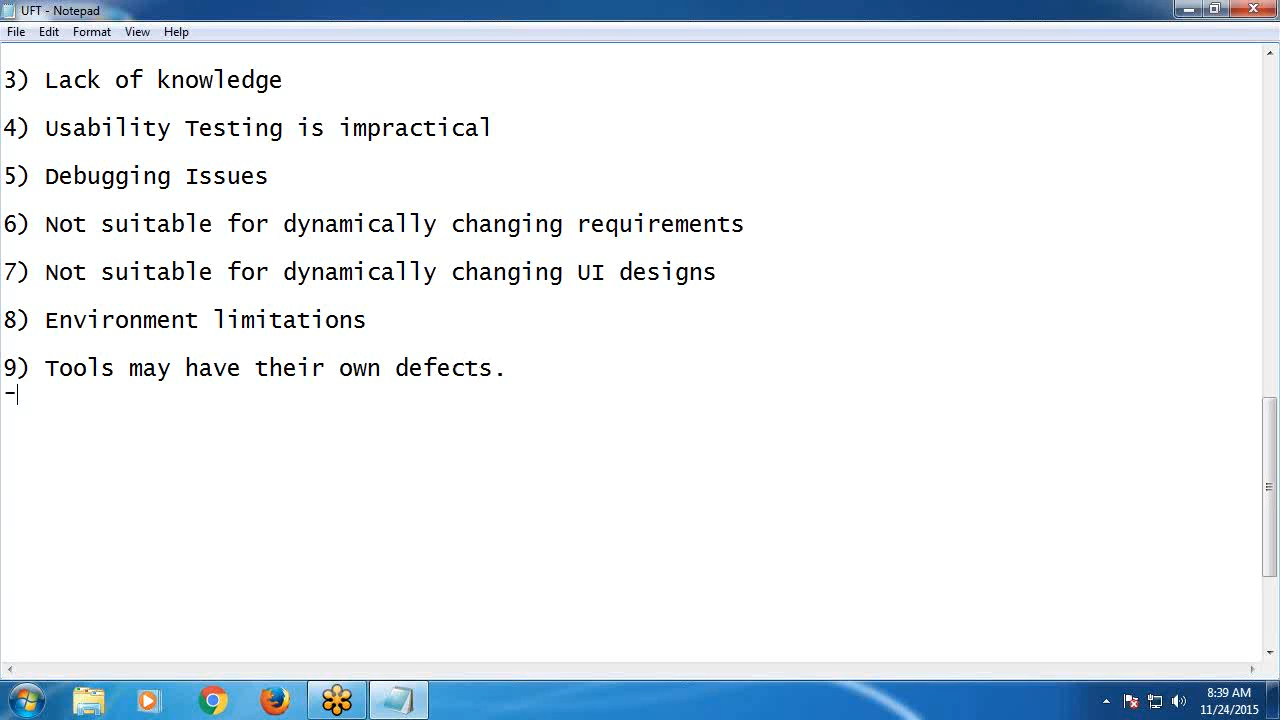 UFT - Notepad
File Edit Format View Help
3) Lack of knowledge
4) Usability Testing is impractical
5) Debugging Issues
6) Not suitable for dynamically changing requirements
7) Not suitable for dynamically changing UI designs
8) Environment limitations
9) Tools may have their own defects.
-
8:39 AM
11/24/2015